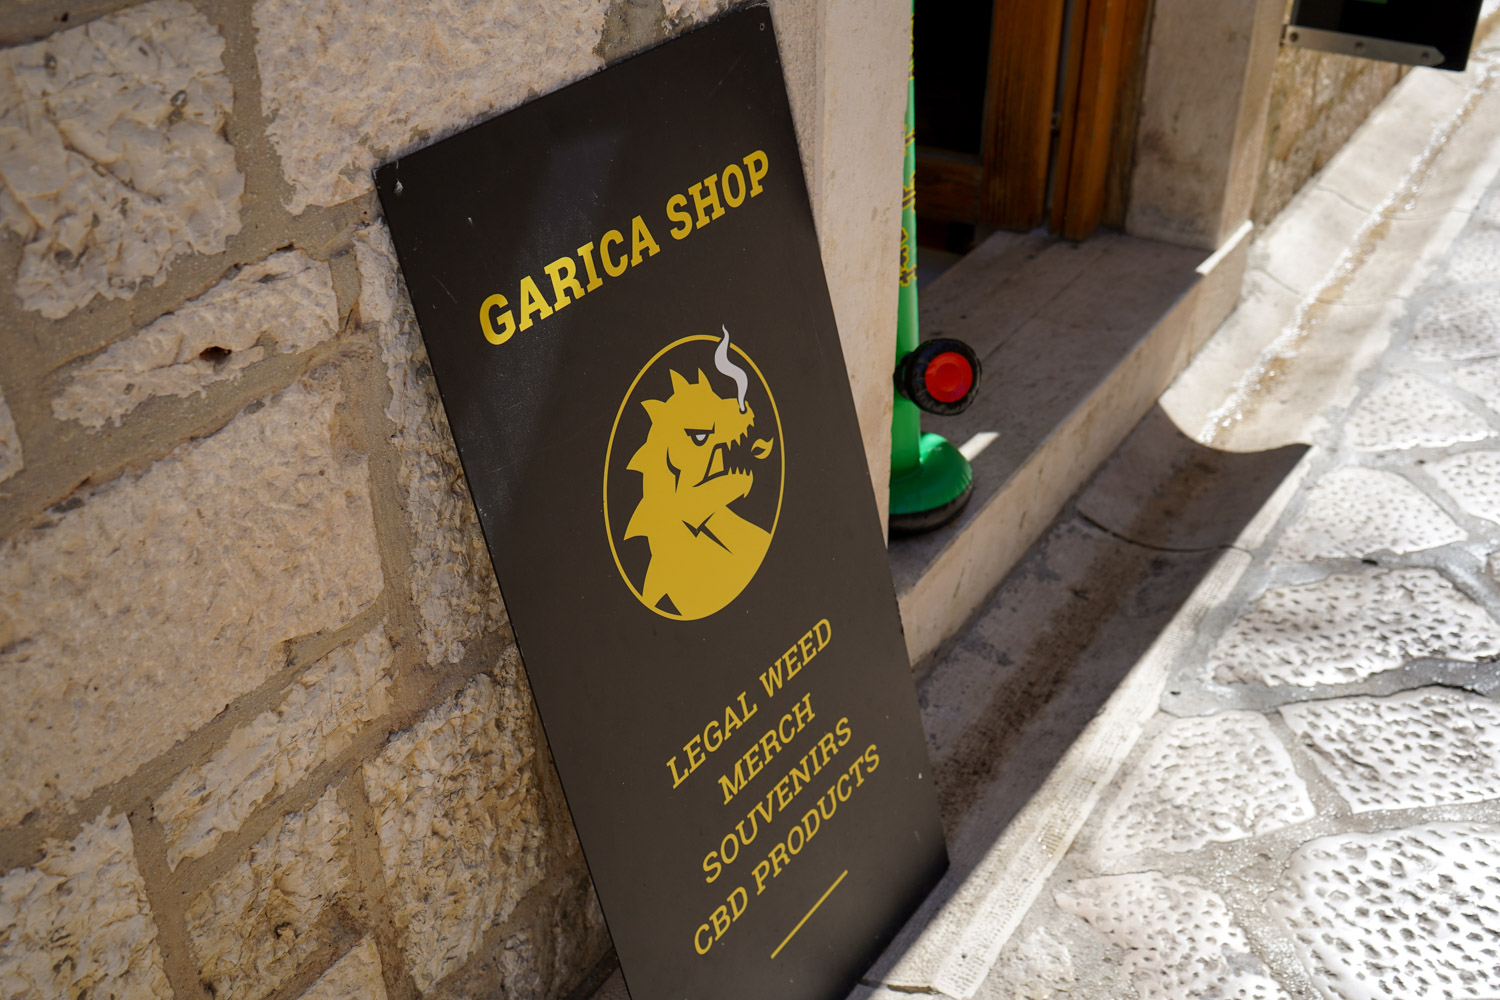 GARICA SHOP
LEGAL WEED
MERCH
SOUVENIRS
CBD PRODUCTS